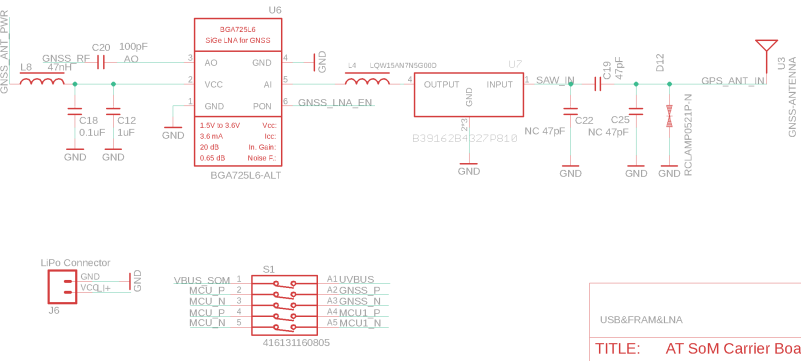 GNSS_ANT_PWR
GNSS_RF
C20
100pF
AO
L8
47nH
C18
0.1uF
GND
C12
1uF
GND
GND
U6
BGA725L6
SiGe LNA for GNSS
3 AO GND 4
2 VCC AI 5
1 GND PON 6
1.5V to 3.6V Vcc:
3.6 mA Icc:
20 dB In. Gain:
0.65 dB Noise F.:
BGA725L6-ALT
GND
GNSS_LNA_EN
L4 LQW15AN7N5G00D
U7
4 OUTPUT INPUT 1
GND
2*3
B39162B4327P810
GND
SAW_IN
C19
47pF
C22
NC 47pF
GND
C25
NC 47pF
GND
D12
RCLAMP0521P-N
GND
GPS_ANT_IN
U3
GNSS-ANTENNA
LiPo Connector
GND
VCC LI+
GND
J6
S1
VBUS_SOM 1 A1 UVBUS
MCU_P 2 A2 GNSS_P
MCU_N 3 A3 GNSS_N
MCU_P 4 A4 MCU1_P
MCU_N 5 A5 MCU1_N
416131160805
USB&FRAM&LNA
TITLE: AT SoM Carrier Boa